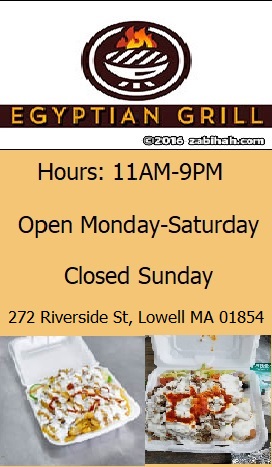 EGYPTIAN GRILL
©2016 zabihah.com
Hours: 11AM-9PM
Open Monday-Saturday
Closed Sunday
272 Riverside St, Lowell MA 01854